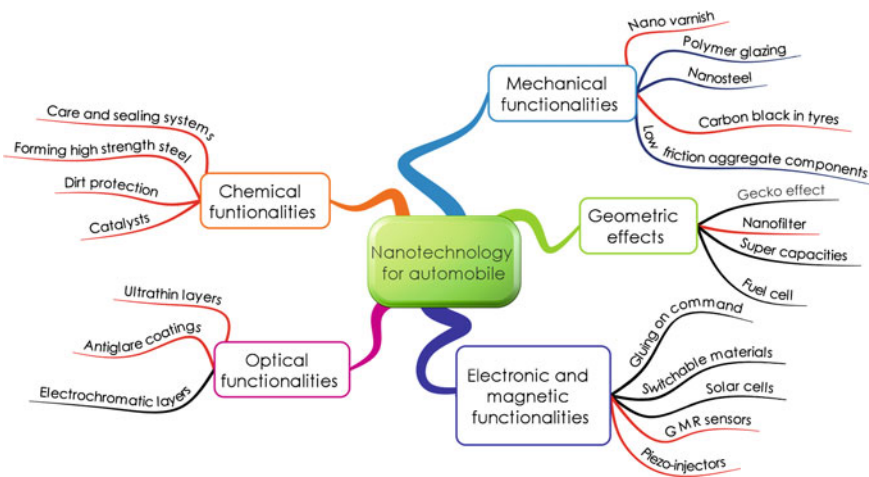 Nanotechnology
for automobile
Mechanical
functionalities
Nano varnish
Polymer glazing
Nanosteel
Carbon black in tyres
Low friction aggregate components
Geometric
effects
Gecko effect
Nanofilter
Super capacities
Fuel cell
Electronic and
magnetic
functionalities
Gluing on command
Switchable materials
Solar cells
GMR sensors
Piezo-injectors
Optical
functionalities
Ultrathin layers
Antiglare coatings
Electrochromatic layers
Chemical
funtionalities
Care and sealing systems
Forming high strength steel
Dirt protection
Catalysts